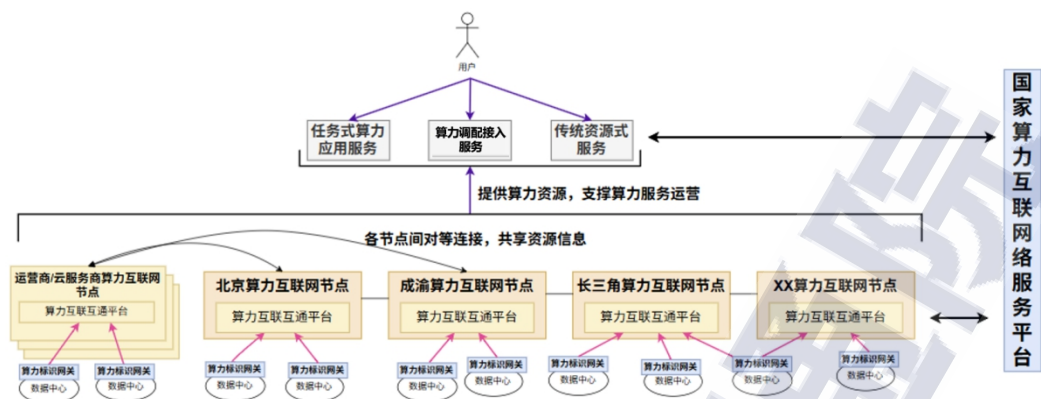 用户
任务式算力
应用服务
算力调配接入
服务
传统资源式
服务
提供算力资源，支撑算力服务运营
各节点间对等连接，共享资源信息
运营商/云服务商算力互联网
节点
算力互联互通平台
北京算力互联网节点
算力互联互通平台
成渝算力互联网节点
算力互联互通平台
长三角算力互联网节点
算力互联互通平台
XX算力互联网节点
算力互联互通平台
算力标识网关
数据中心
算力标识网关
数据中心
算力标识网关
数据中心
算力标识网关
数据中心
算力标识网关
数据中心
算力标识网关
数据中心
算力标识网关
数据中心
算力标识网关
数据中心
算力标识网关
数据中心
算力标识网关
数据中心
国家算力互联网络服务平台